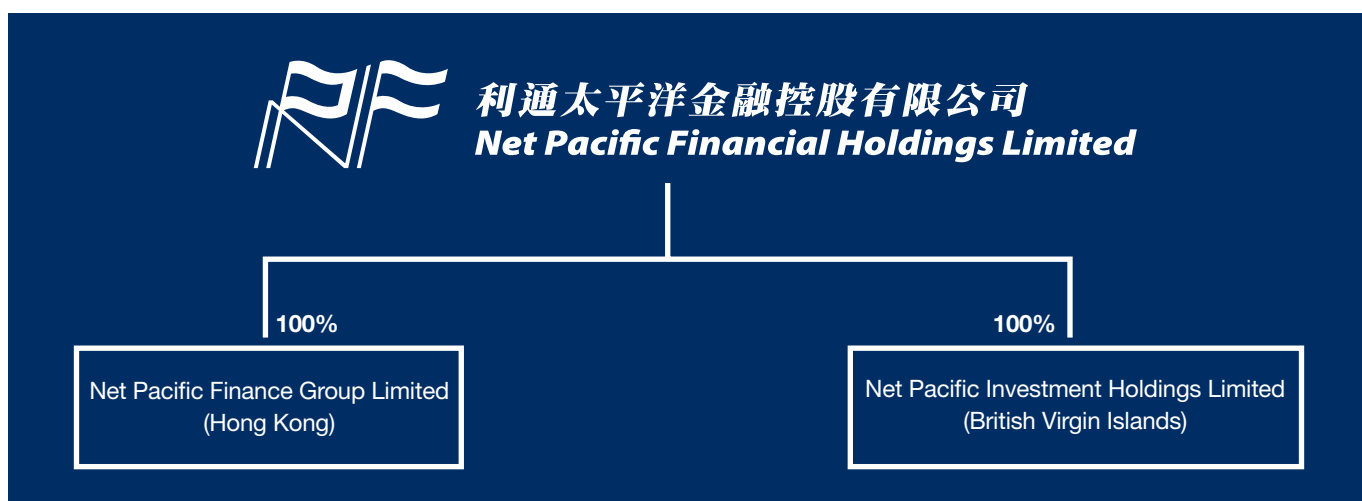 利通太平洋金融控股有限公司
Net Pacific Financial Holdings Limited
100%
100%
Net Pacific Finance Group Limited
(Hong Kong)
Net Pacific Investment Holdings Limited
(British Virgin Islands)